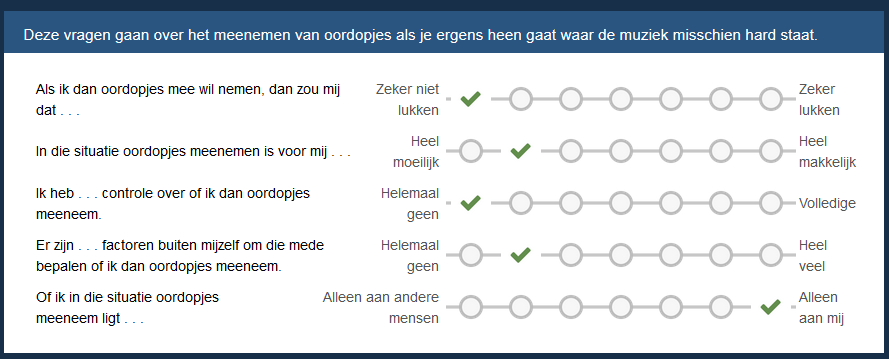 Deze vragen gaan over het meenemen van oordopjes als je ergens heen gaat waar de muziek misschien hard staat.
Als ik dan oordopjes mee wil nemen, dan zou mij
dat . . .
Zeker niet
lukken
Zeker
lukken
In die situatie oordopjes meenemen is voor mij . . .
Heel
moeilijk
Heel
makkelijk
Ik heb . . . controle over of ik dan oordopjes
meeneem.
Helemaal
geen
Volledige
Er zijn . . . factoren buiten mijzelf om die mede
bepalen of ik dan oordopjes meeneem.
Helemaal
geen
Heel
veel
Of ik in die situatie oordopjes
meeneem ligt . . .
Alleen aan andere
mensen
Alleen
aan mij